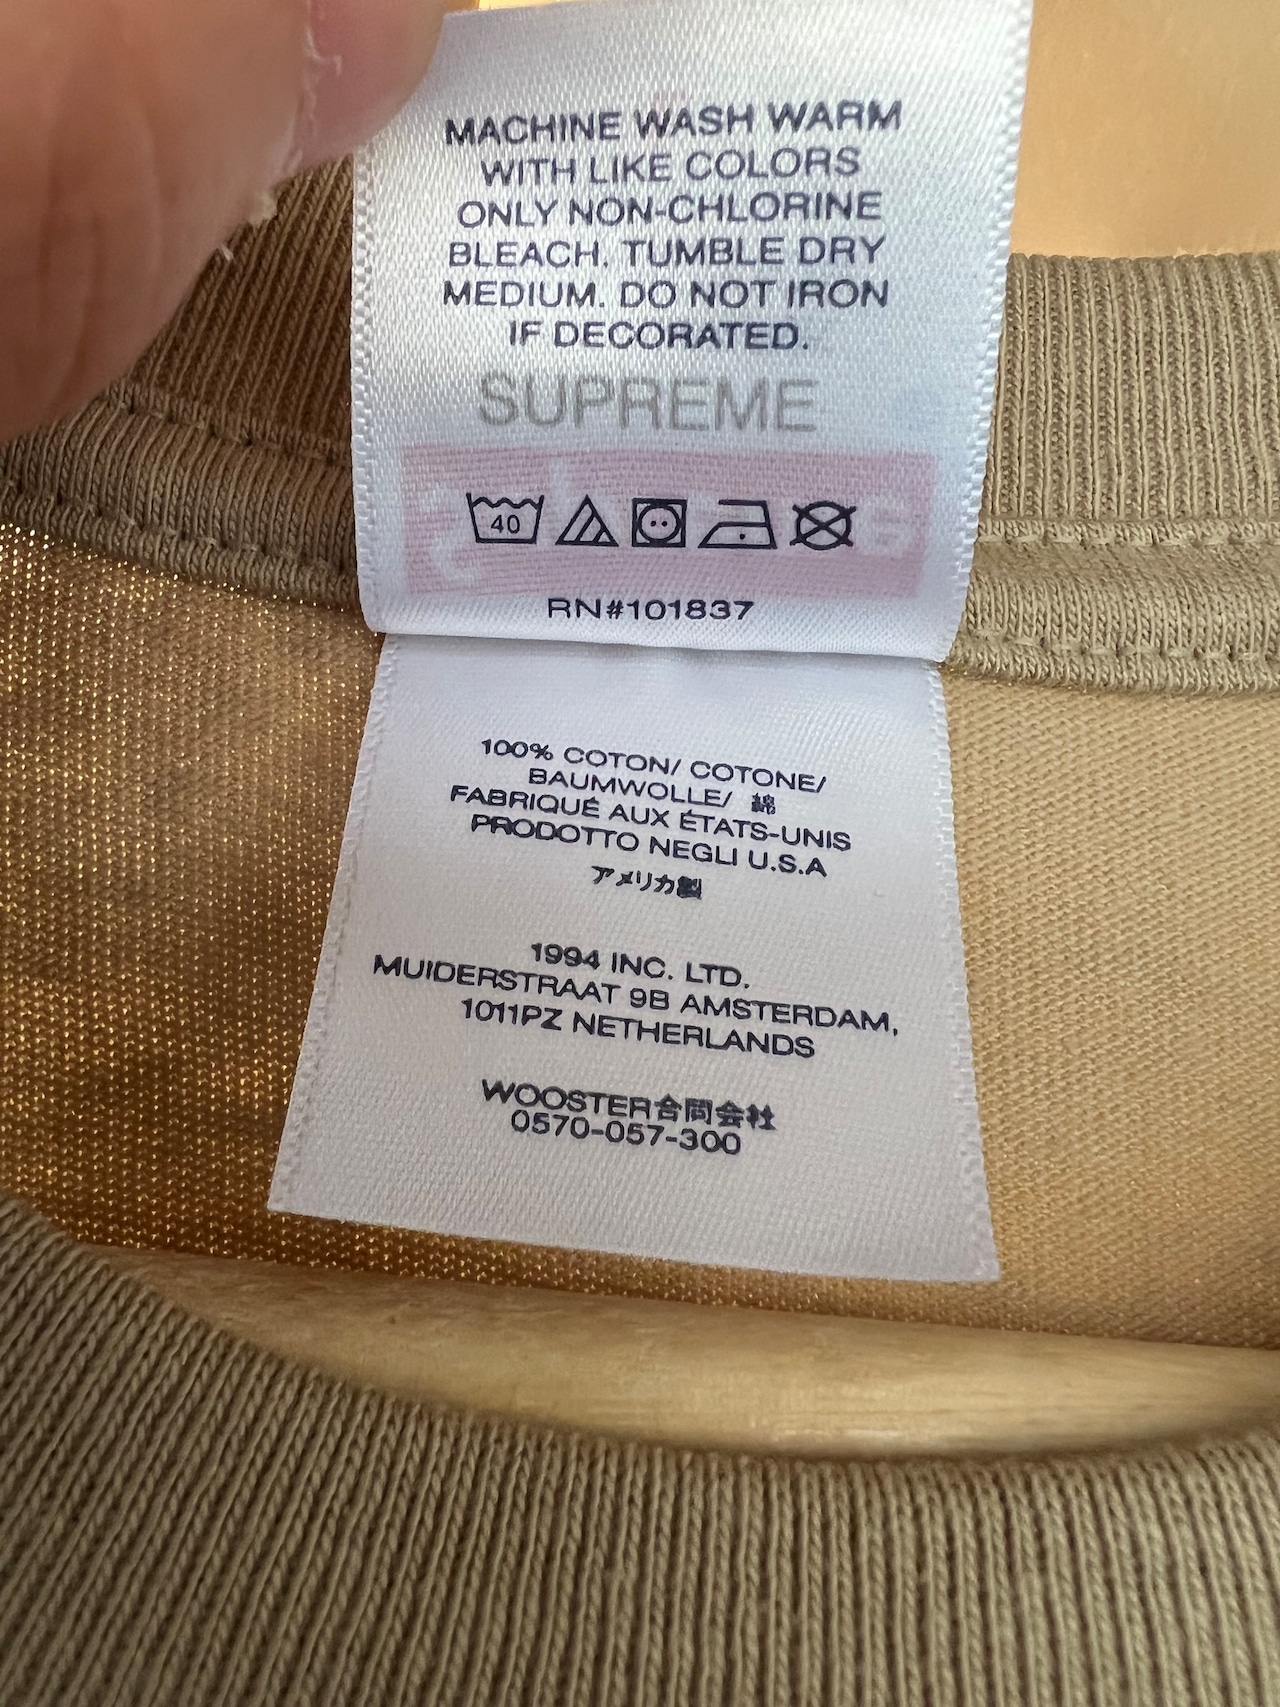 MACHINE WASH WARM
WITH LIKE COLORS
ONLY NON-CHLORINE
BLEACH. TUMBLE DRY
MEDIUM. DO NOT IRON
IF DECORATED.
SUPREME
40
RN#101837
100% COTON/ COTONE/
BAUMWOLLE/ 綿
FABRIQUÉ AUX ÉTATS-UNIS
PRODOTTO NEGLI U.S.A
アメリカ製
1994 INC. LTD.
MUIDERSTRAAT 9B AMSTERDAM,
1011PZ NETHERLANDS
WOOSTER合同会社
0570-057-300